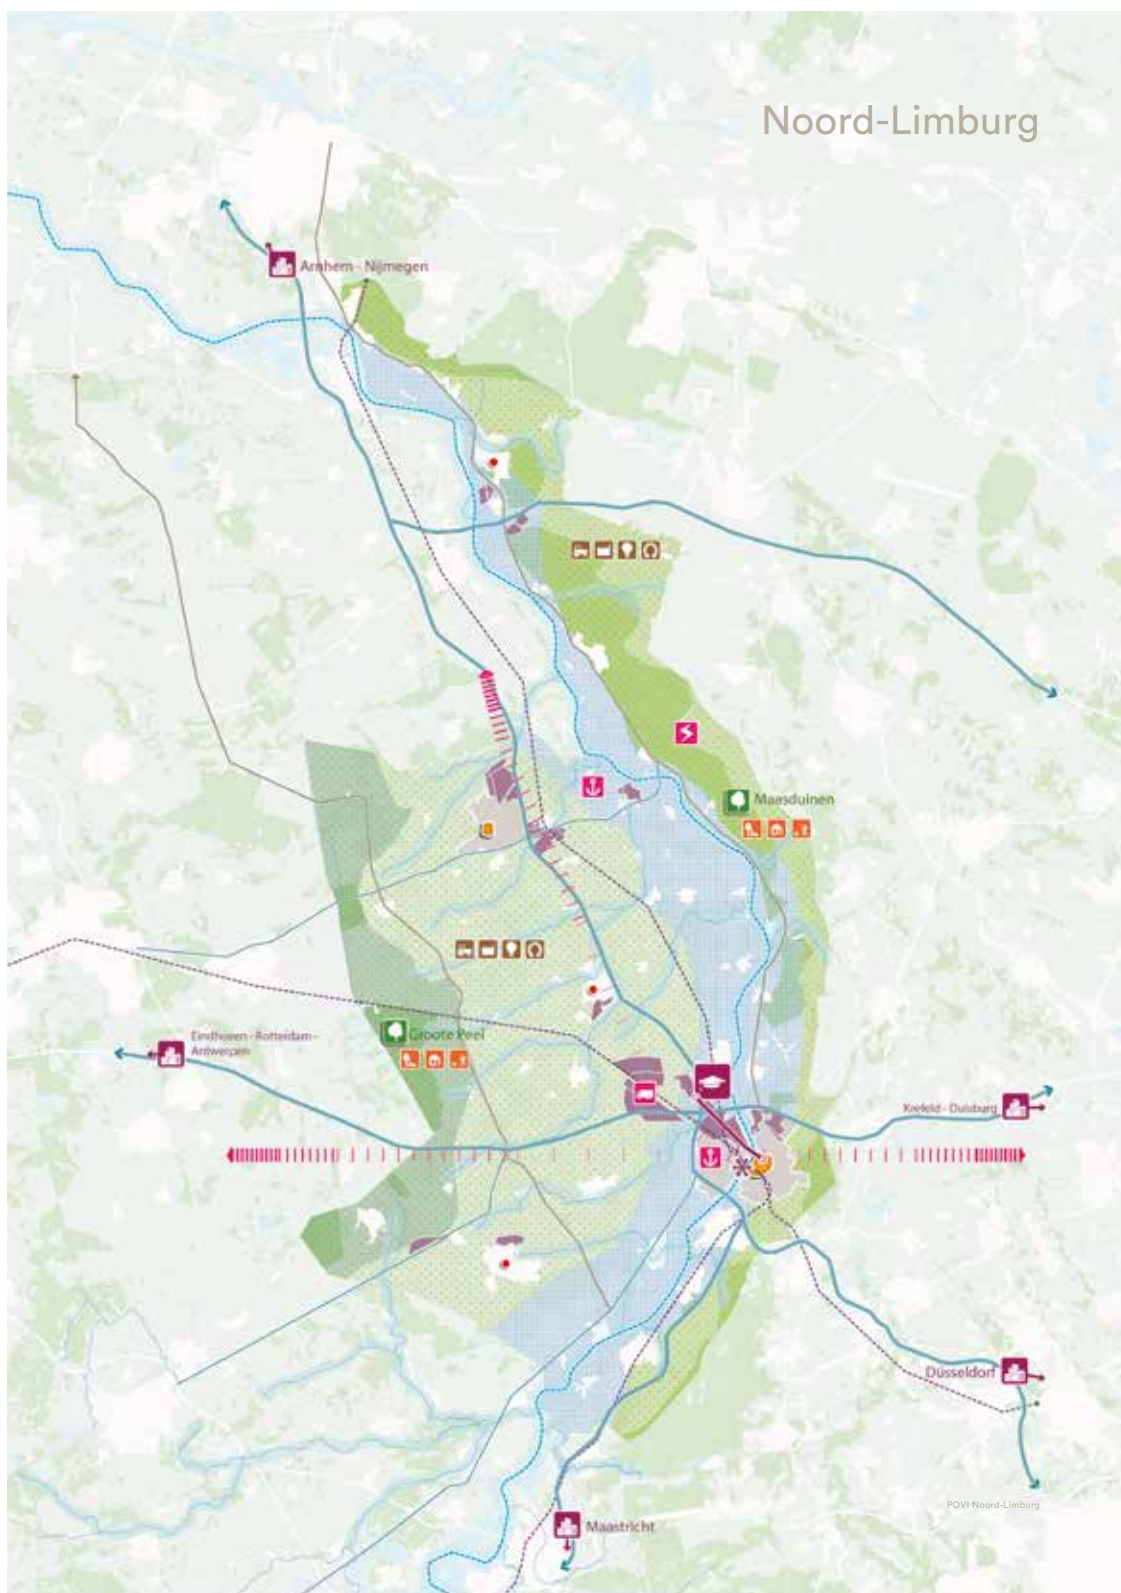 Noord-Limburg
Arnhem - Nijmegen
Maasduinen
Groote Peel
Eindhoven - Rotterdam -
Antwerpen
Krefeld - Duisburg
Düsseldorf
POVI Noord-Limburg
Maastricht